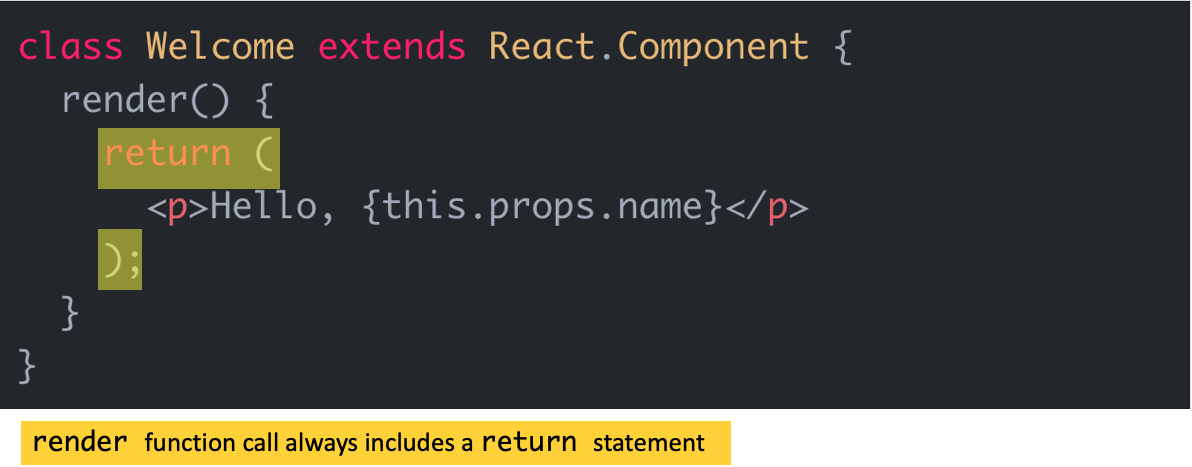 class Welcome extends React.Component {
  render() {
    return (
      <p>Hello, {this.props.name}</p>
    );
  }
}
render function call always includes a return statement